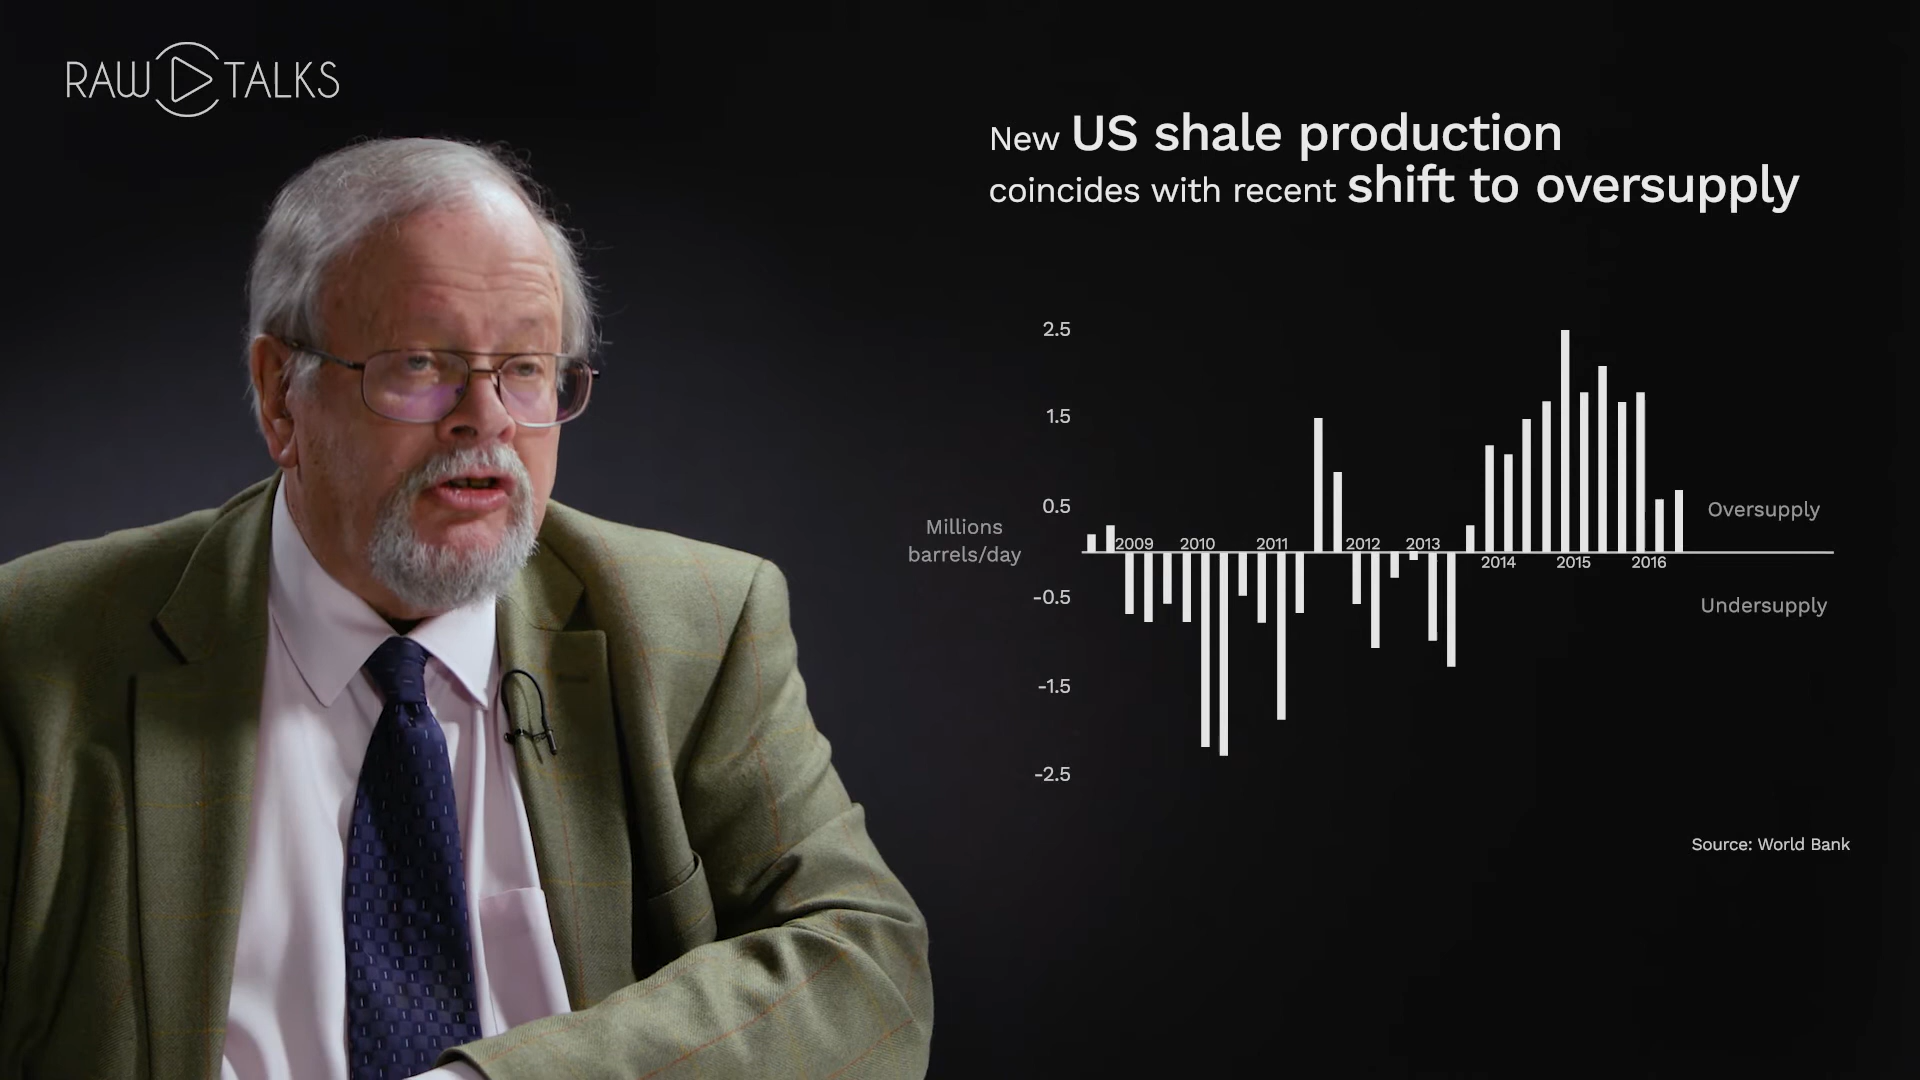 RAW TALKS
New US shale production
coincides with recent shift to oversupply
2.5
1.5
0.5
-0.5
-1.5
-2.5
Millions
barrels/day
2009 2010 2011 2012 2013
2014 2015 2016
Oversupply
Undersupply
Source: World Bank